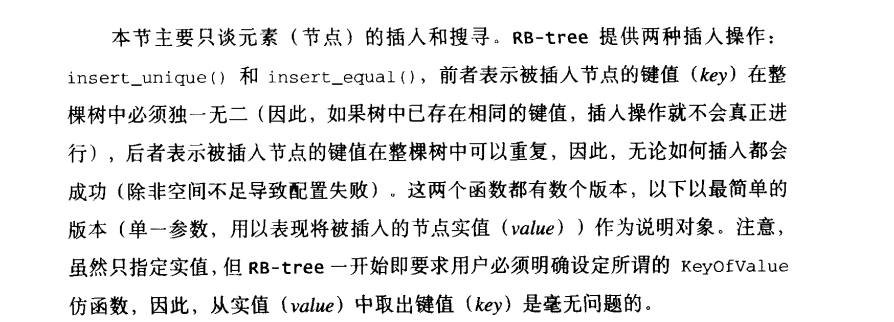 本节主要只谈元素（节点）的插入和搜寻。RB-tree 提供两种插入操作：
insert_unique() 和 insert_equal()，前者表示被插入节点的键值（key）在整
棵树中必须独一无二（因此，如果树中已存在相同的键值，插入操作就不会真正进
行），后者表示被插入节点的键值在整棵树中可以重复，因此，无论如何插入都会
成功（除非空间不足导致配置失败）。这两个函数都有数个版本，以下以最简单的
版本（单一参数，用以表现将被插入的节点实值（value））作为说明对象。注意，
虽然只指定实值，但 RB-tree 一开始即要求用户必须明确设定所谓的 KeyOfValue
仿函数，因此，从实值（value）中取出键值（key）是毫无问题的。